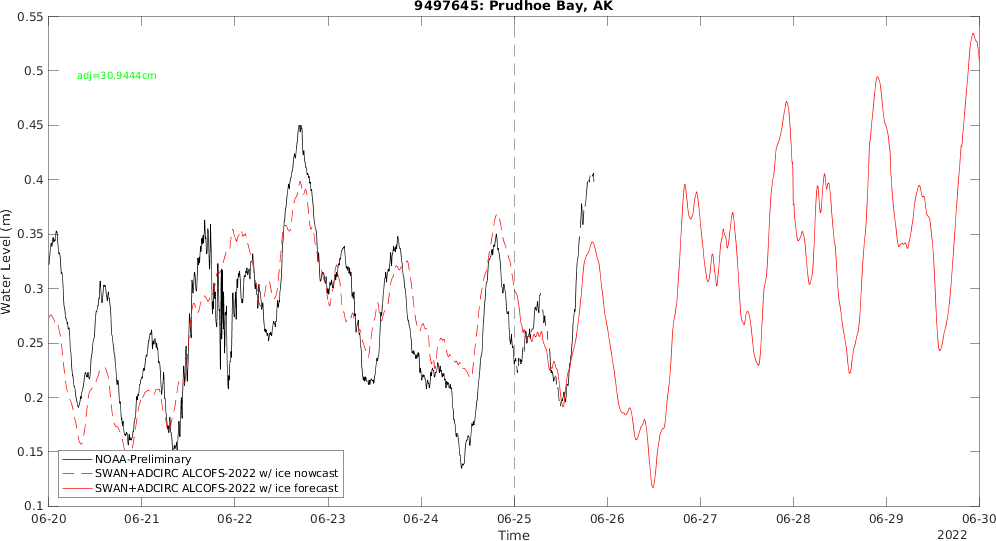 9497645: Prudhoe Bay, AK
0.55
0.5
0.45
0.4
0.35
0.3
0.25
0.2
0.15
0.1
Water Level (m)
adj=30.9444cm
NOAA-Preliminary
SWAN+ADCIRC ALCOFS-2022 w/ ice nowcast
SWAN+ADCIRC ALCOFS-2022 w/ ice forecast
06-20 06-21 06-22 06-23 06-24 06-25 06-26 06-27 06-28 06-29 06-30
Time
2022